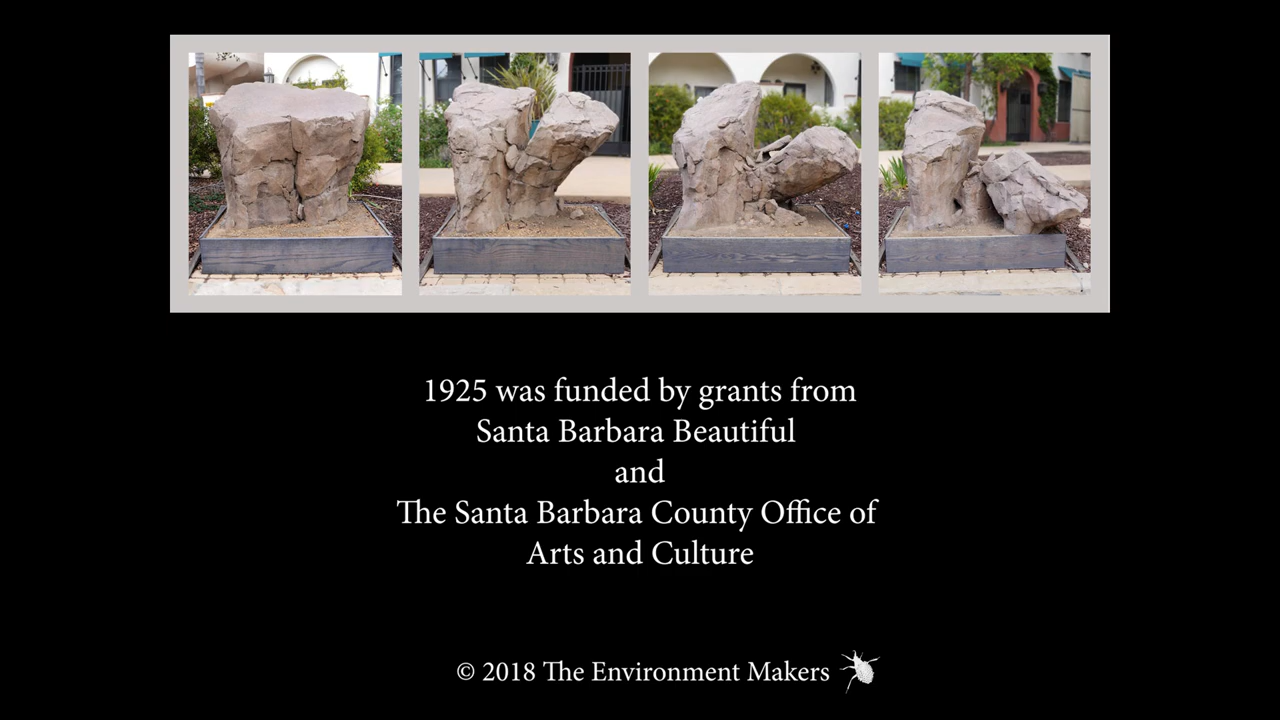 1925 was funded by grants from
Santa Barbara Beautiful
and
The Santa Barbara County Office of
Arts and Culture
© 2018 The Environment Makers